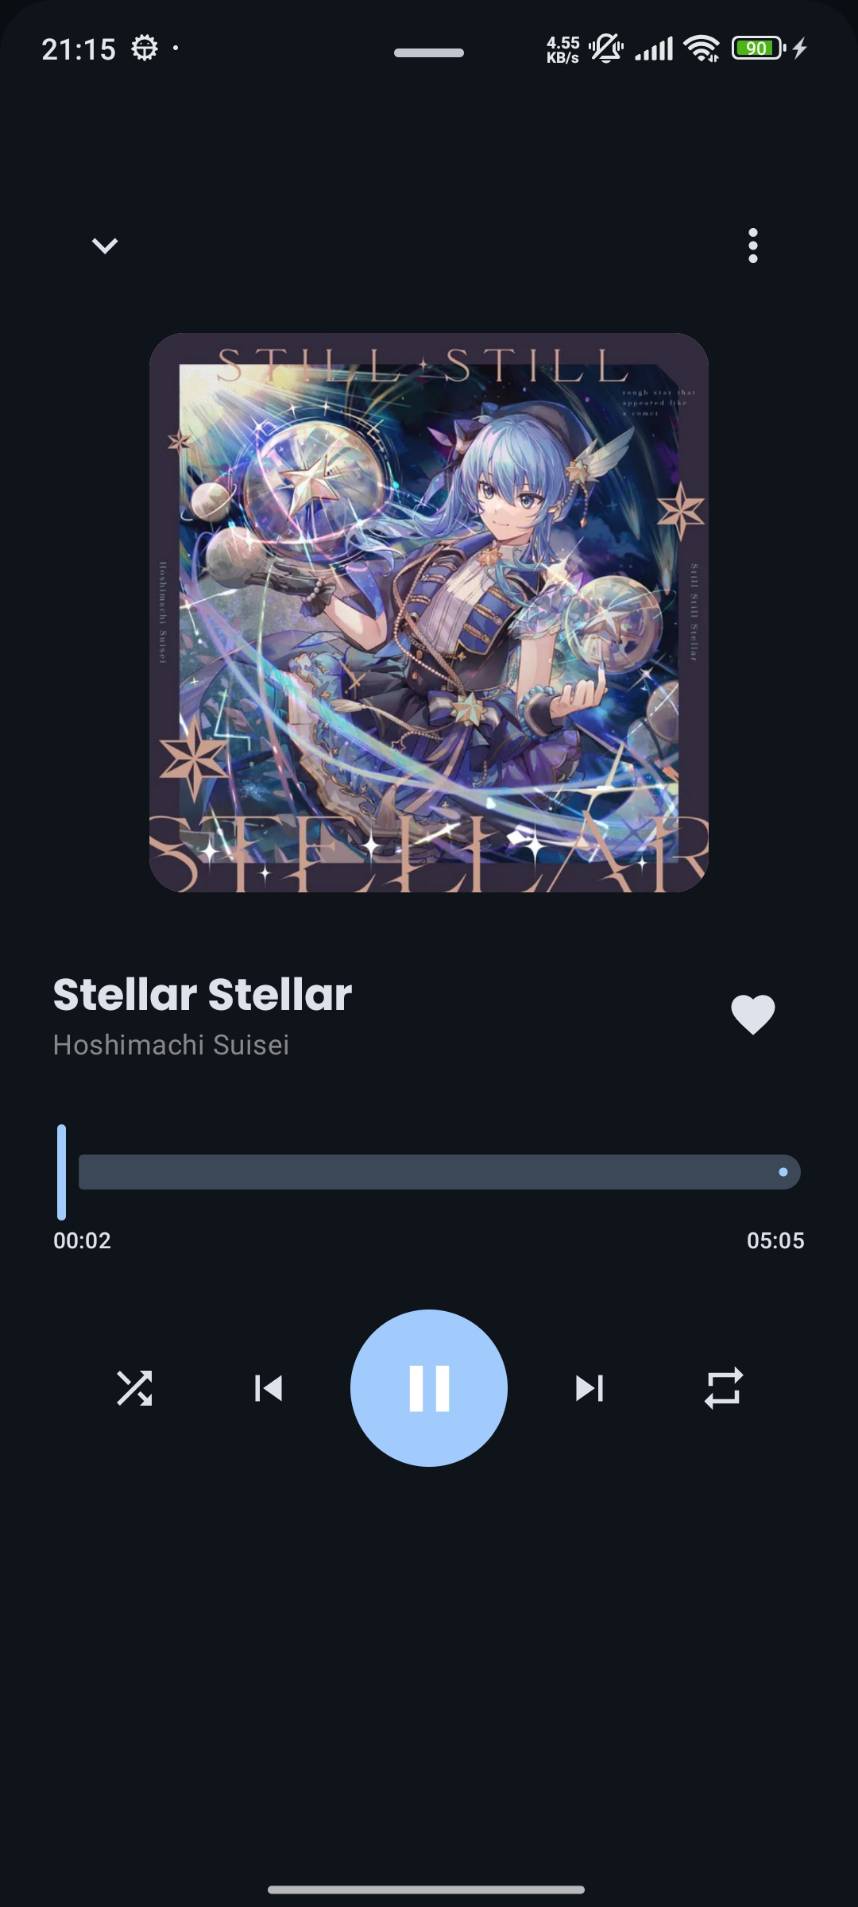 21:15
4.55
KB/s
90
STILL STILL
rough star that
appeared like
a comet
Hoshimachi Suisei
Still Still Stellar
STELLAR
Stellar Stellar
Hoshimachi Suisei
00:02
05:05